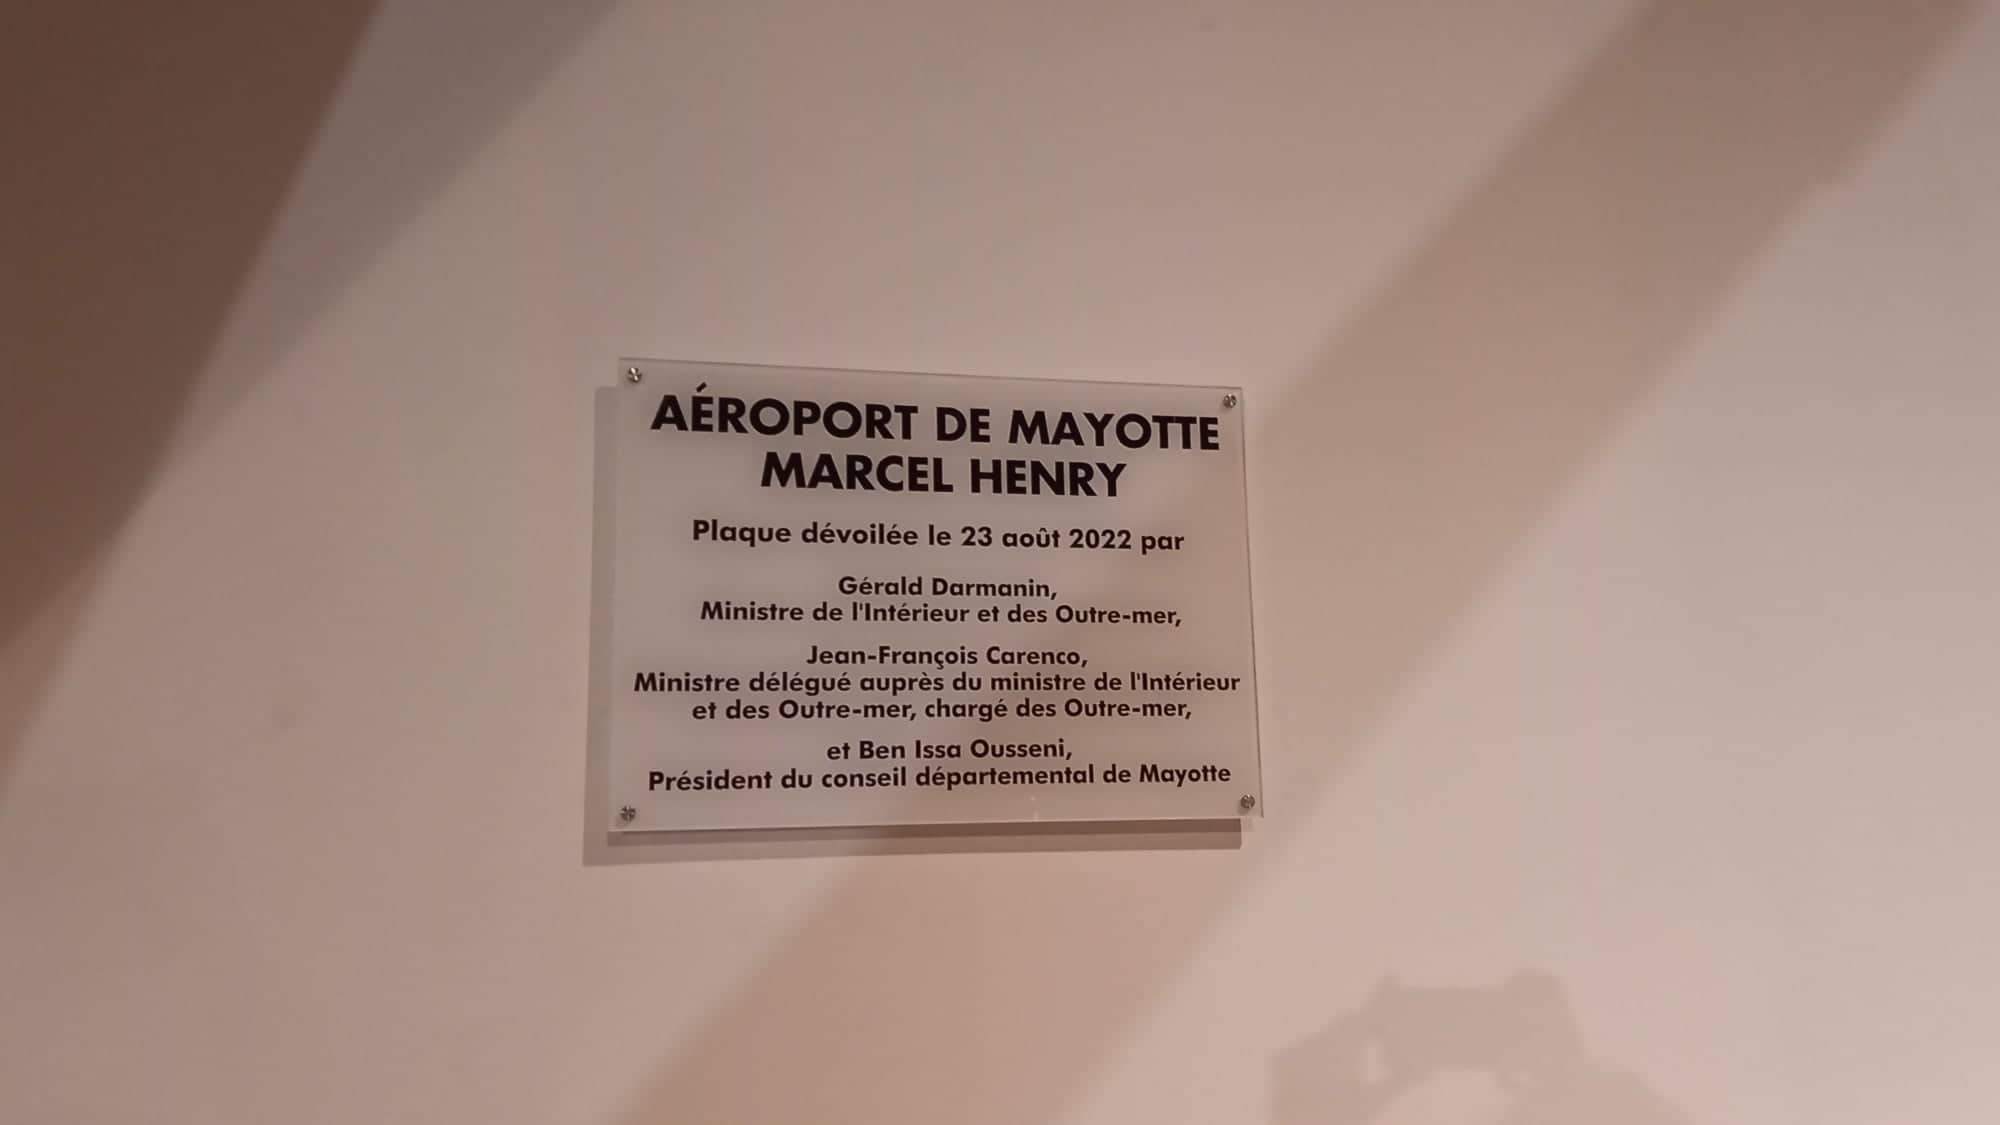 AÉROPORT DE MAYOTTE
MARCEL HENRY
Plaque dévoilée le 23 août 2022 par
Gérald Darmanin,
Ministre de l'Intérieur et des Outre-mer,
Jean-François Carenco,
Ministre délégué auprès du ministre de l'Intérieur
et des Outre-mer, chargé des Outre-mer,
et Ben Issa Ousseni,
Président du conseil départemental de Mayotte